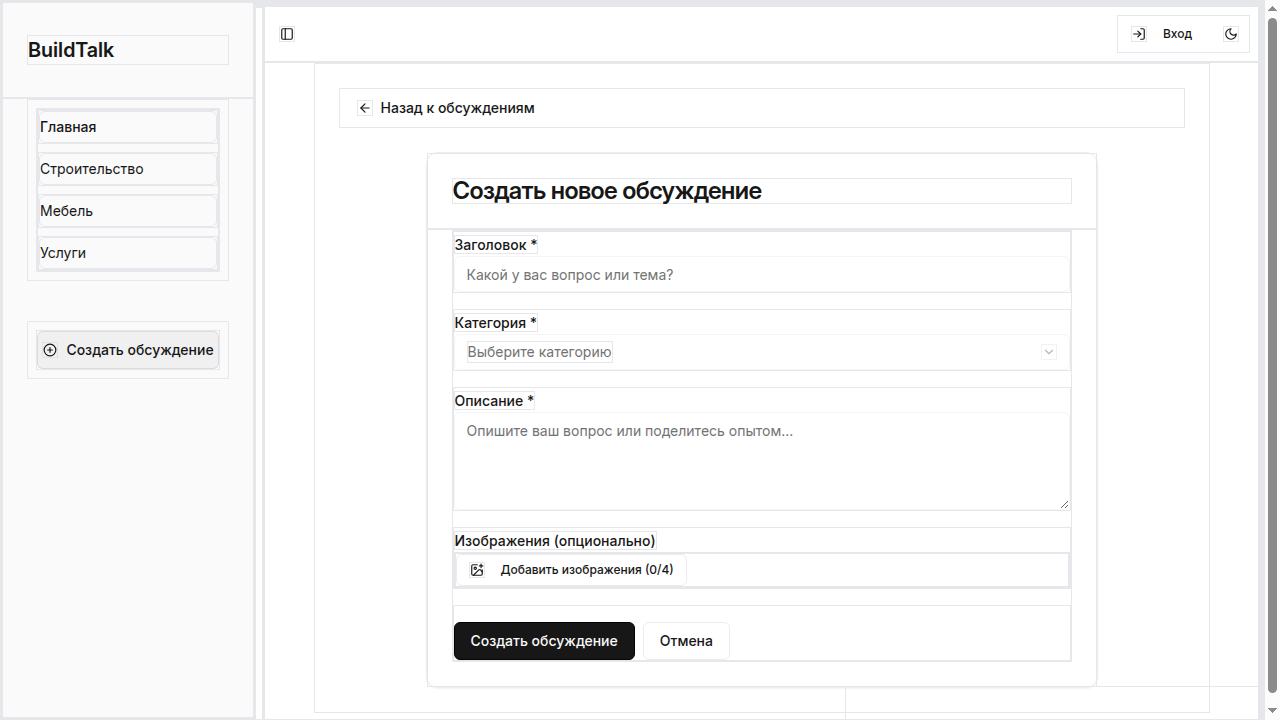 BuildTalk
Главная
Строительство
Мебель
Услуги
Создать обсуждение
Вход
Назад к обсуждениям
Создать новое обсуждение
Заголовок *
Какой у вас вопрос или тема?
Категория *
Выберите категорию
Описание *
Опишите ваш вопрос или поделитесь опытом...
Изображения (опционально)
Добавить изображения (0/4)
Создать обсуждение
Отмена